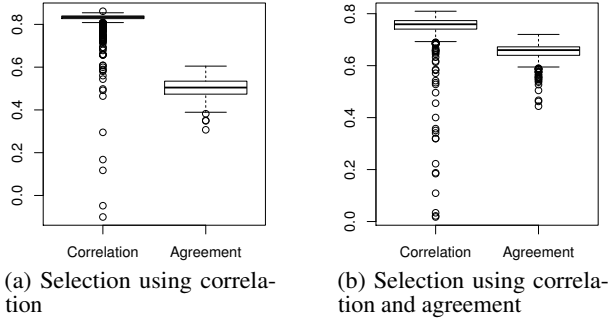 0.8
0.6
0.4
0.2
0.0
Correlation Agreement
(a) Selection using correla-
tion
0.8
0.6
0.4
0.2
0.0
Correlation Agreement
(b) Selection using correla-
tion and agreement